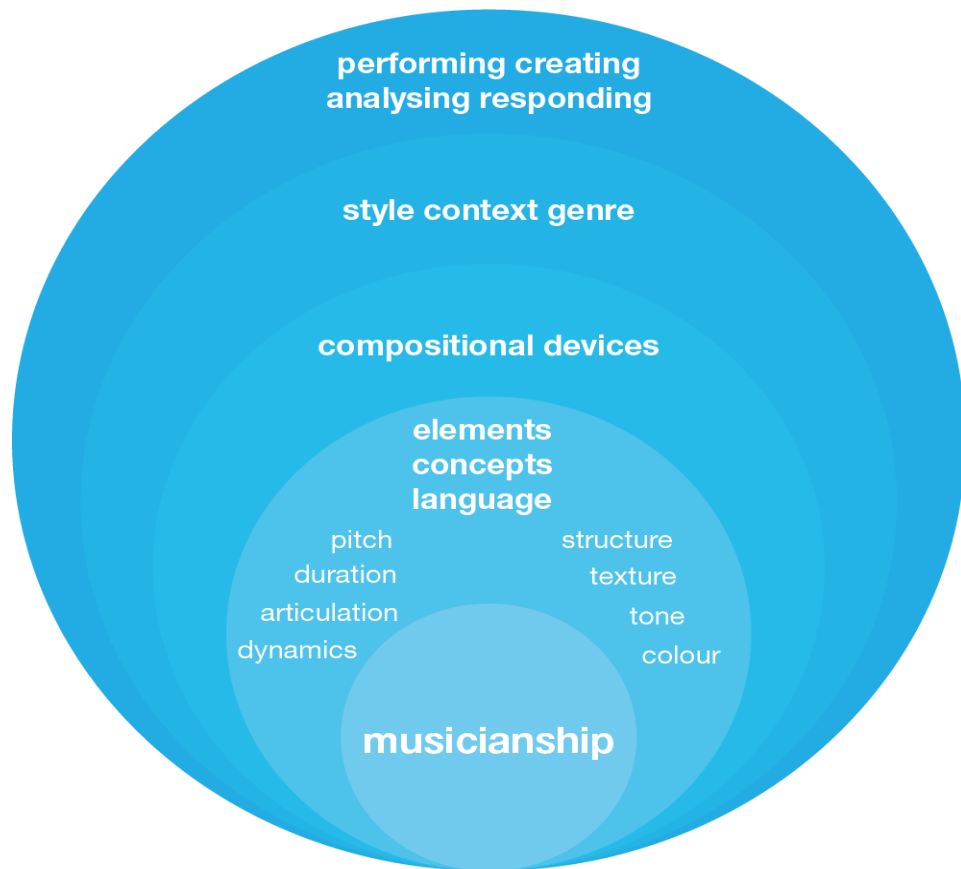 performing creating
analysing responding
style context genre
compositional devices
elements
concepts
language
pitch
duration
articulation
dynamics
structure
texture
tone
colour
musicianship